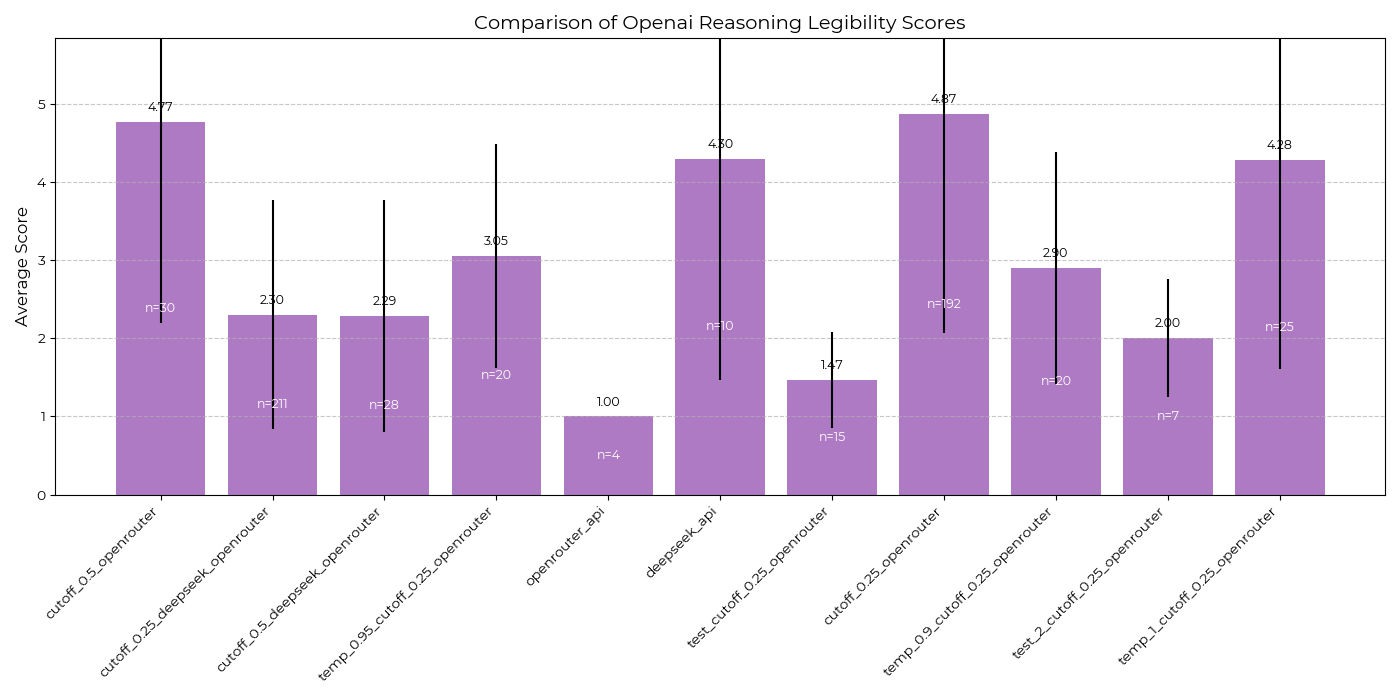 Comparison of Openai Reasoning Legibility Scores
Average Score
5
4
3
2
1
0
4.77
2.30
2.29
3.05
1.00
4.30
1.47
4.87
2.90
2.00
4.28
n=30
n=211
n=28
n=20
n=4
n=10
n=15
n=192
n=20
n=7
n=25
cutoff_0.5_openrouter
cutoff_0.25_deepseek_openrouter
cutoff_0.5_deepseek_openrouter
temp_0.95_cutoff_0.25_openrouter
openrouter_api
deepseek_api
test_cutoff_0.25_openrouter
cutoff_0.25_openrouter
temp_0.9_cutoff_0.25_openrouter
test_2_cutoff_0.25_openrouter
temp_1_cutoff_0.25_openrouter